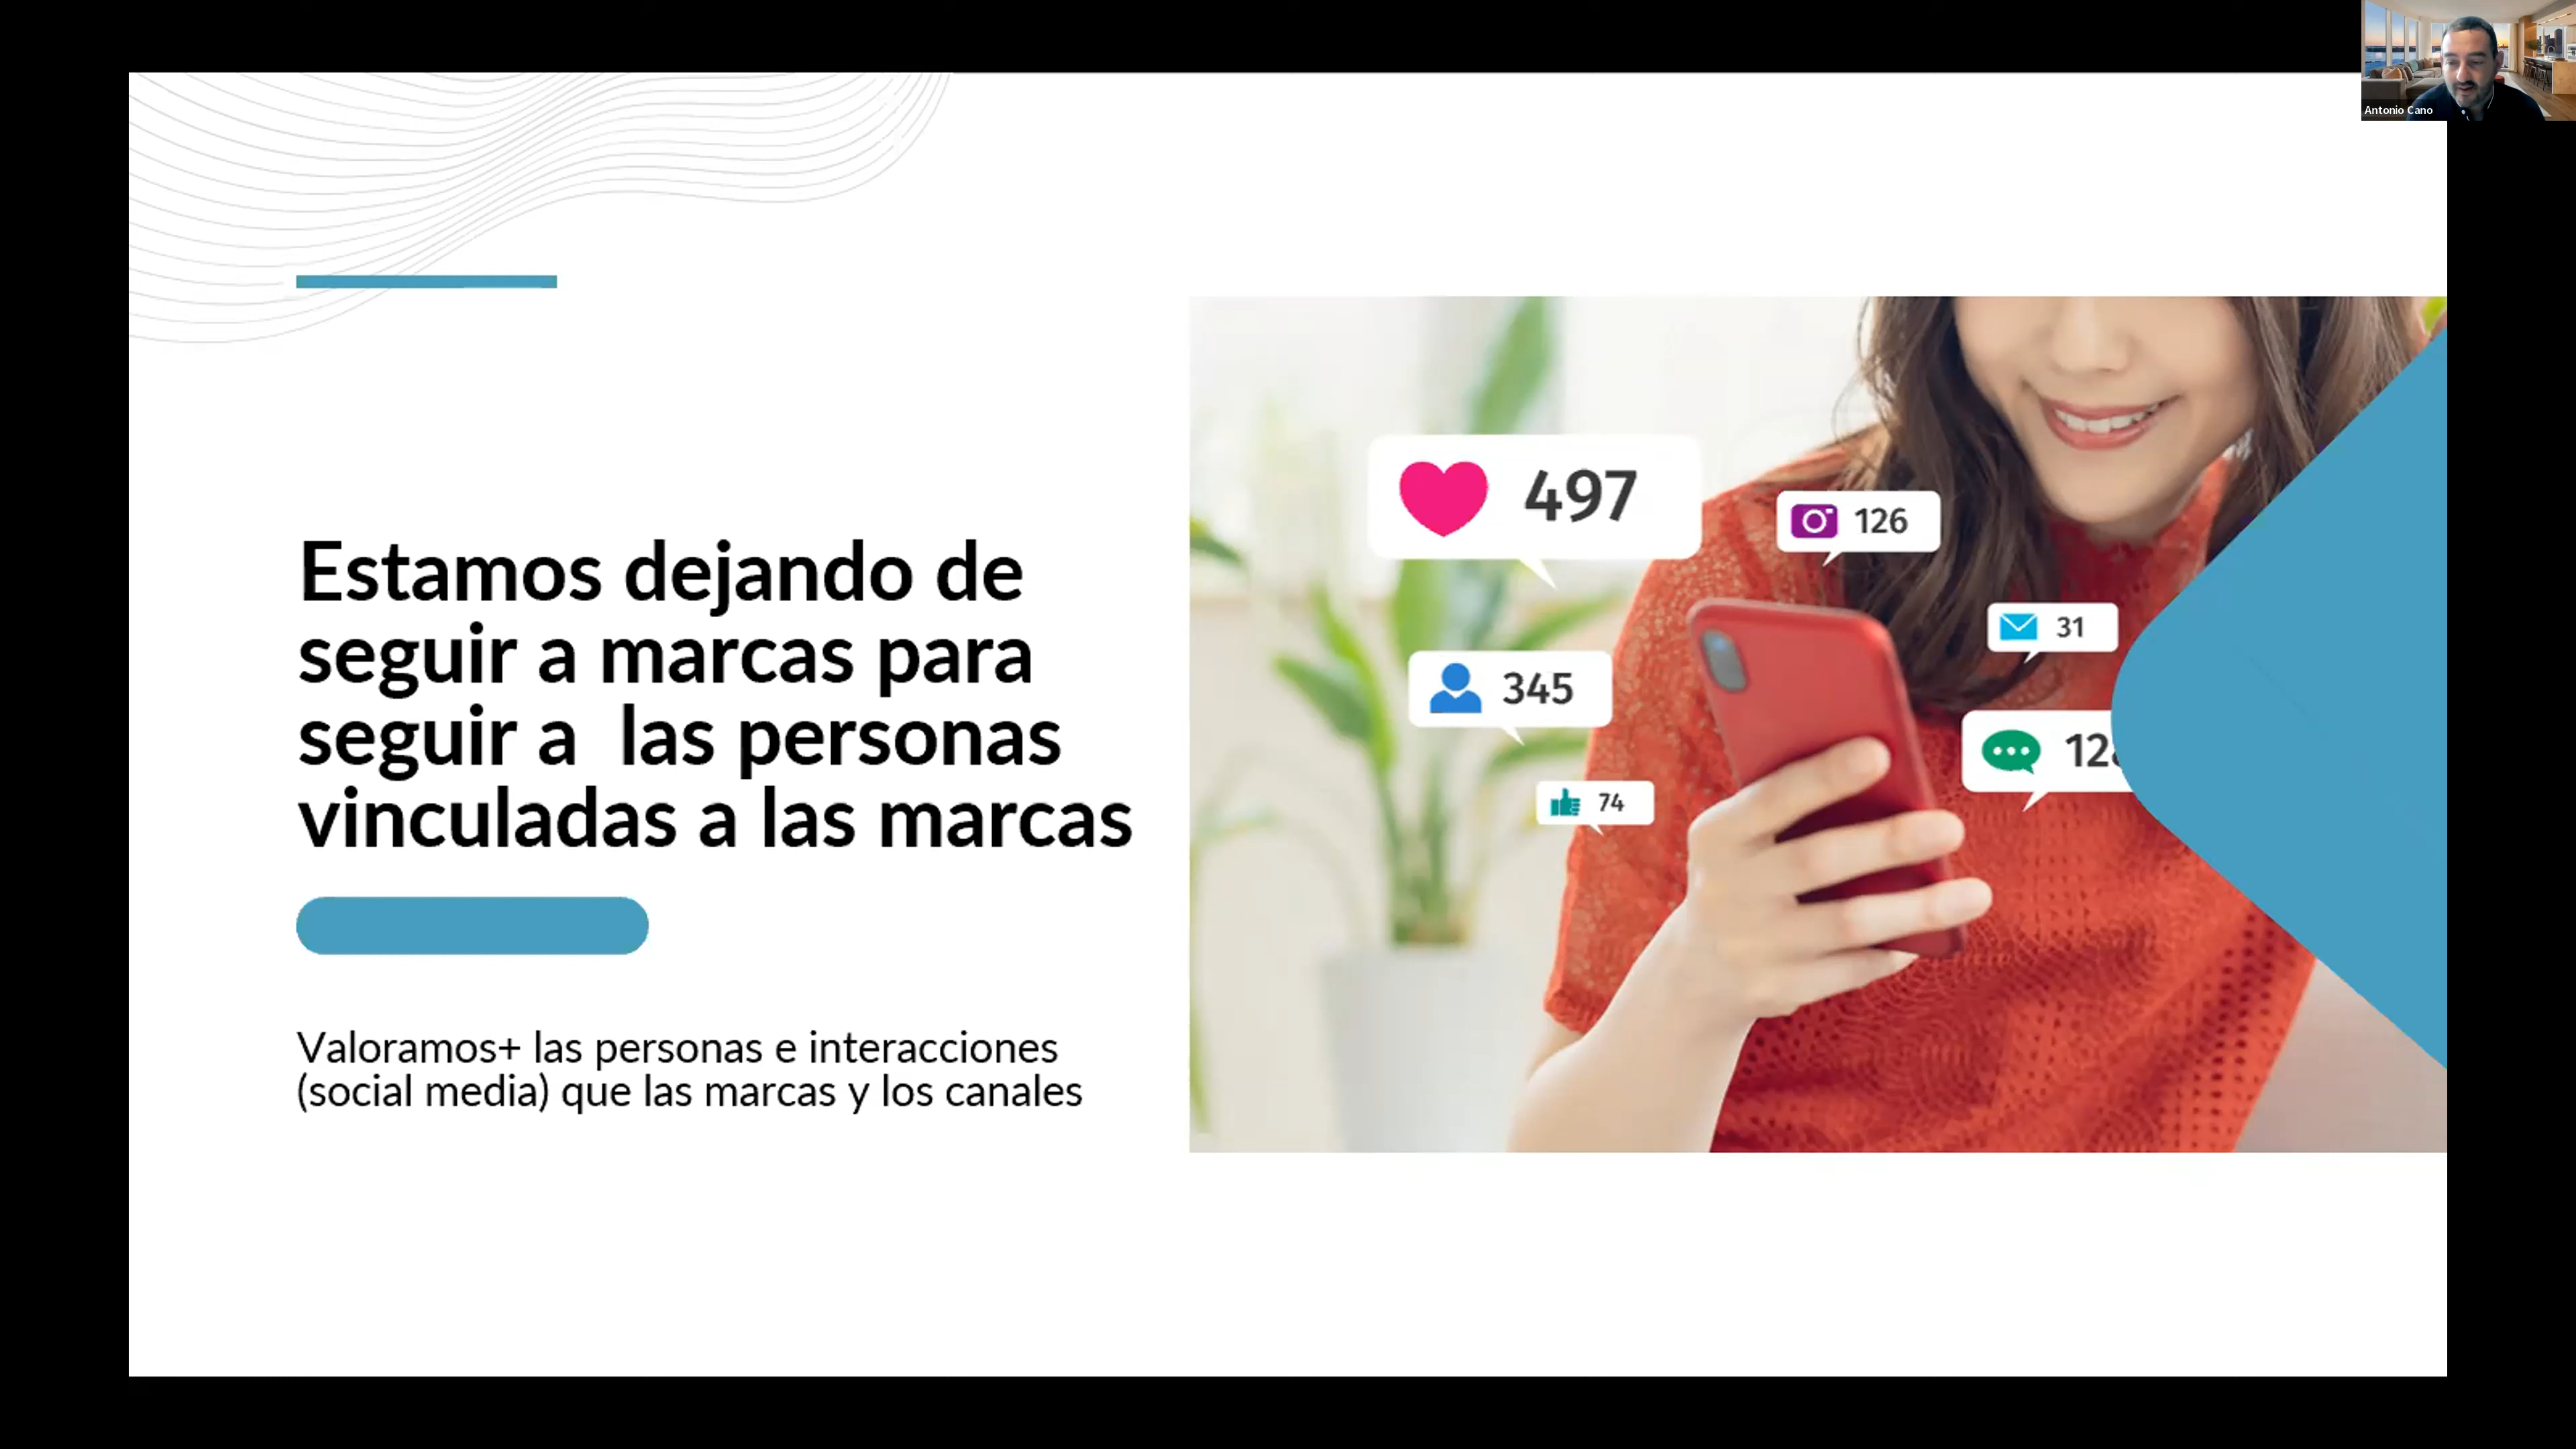 Antonio Cano
Estamos dejando de
seguir a marcas para
seguir a  las personas
vinculadas a las marcas
Valoramos+ las personas e interacciones
(social media) que las marcas y los canales
497
126
31
345
74